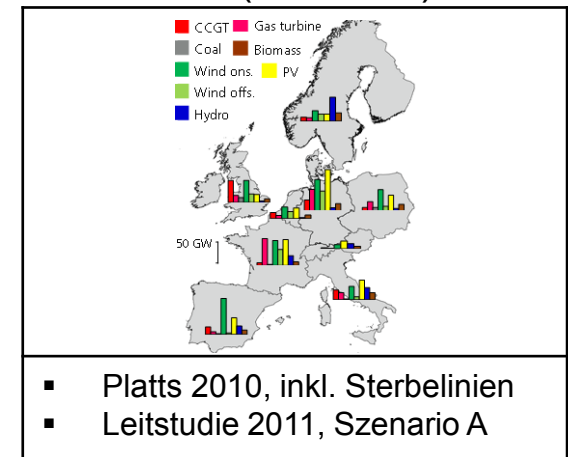 CCGT Gas turbine
Coal Biomass
Wind ons. PV
Wind offs.
Hydro
50 GW
▪ Platts 2010, inkl. Sterbelinien
▪ Leitstudie 2011, Szenario A